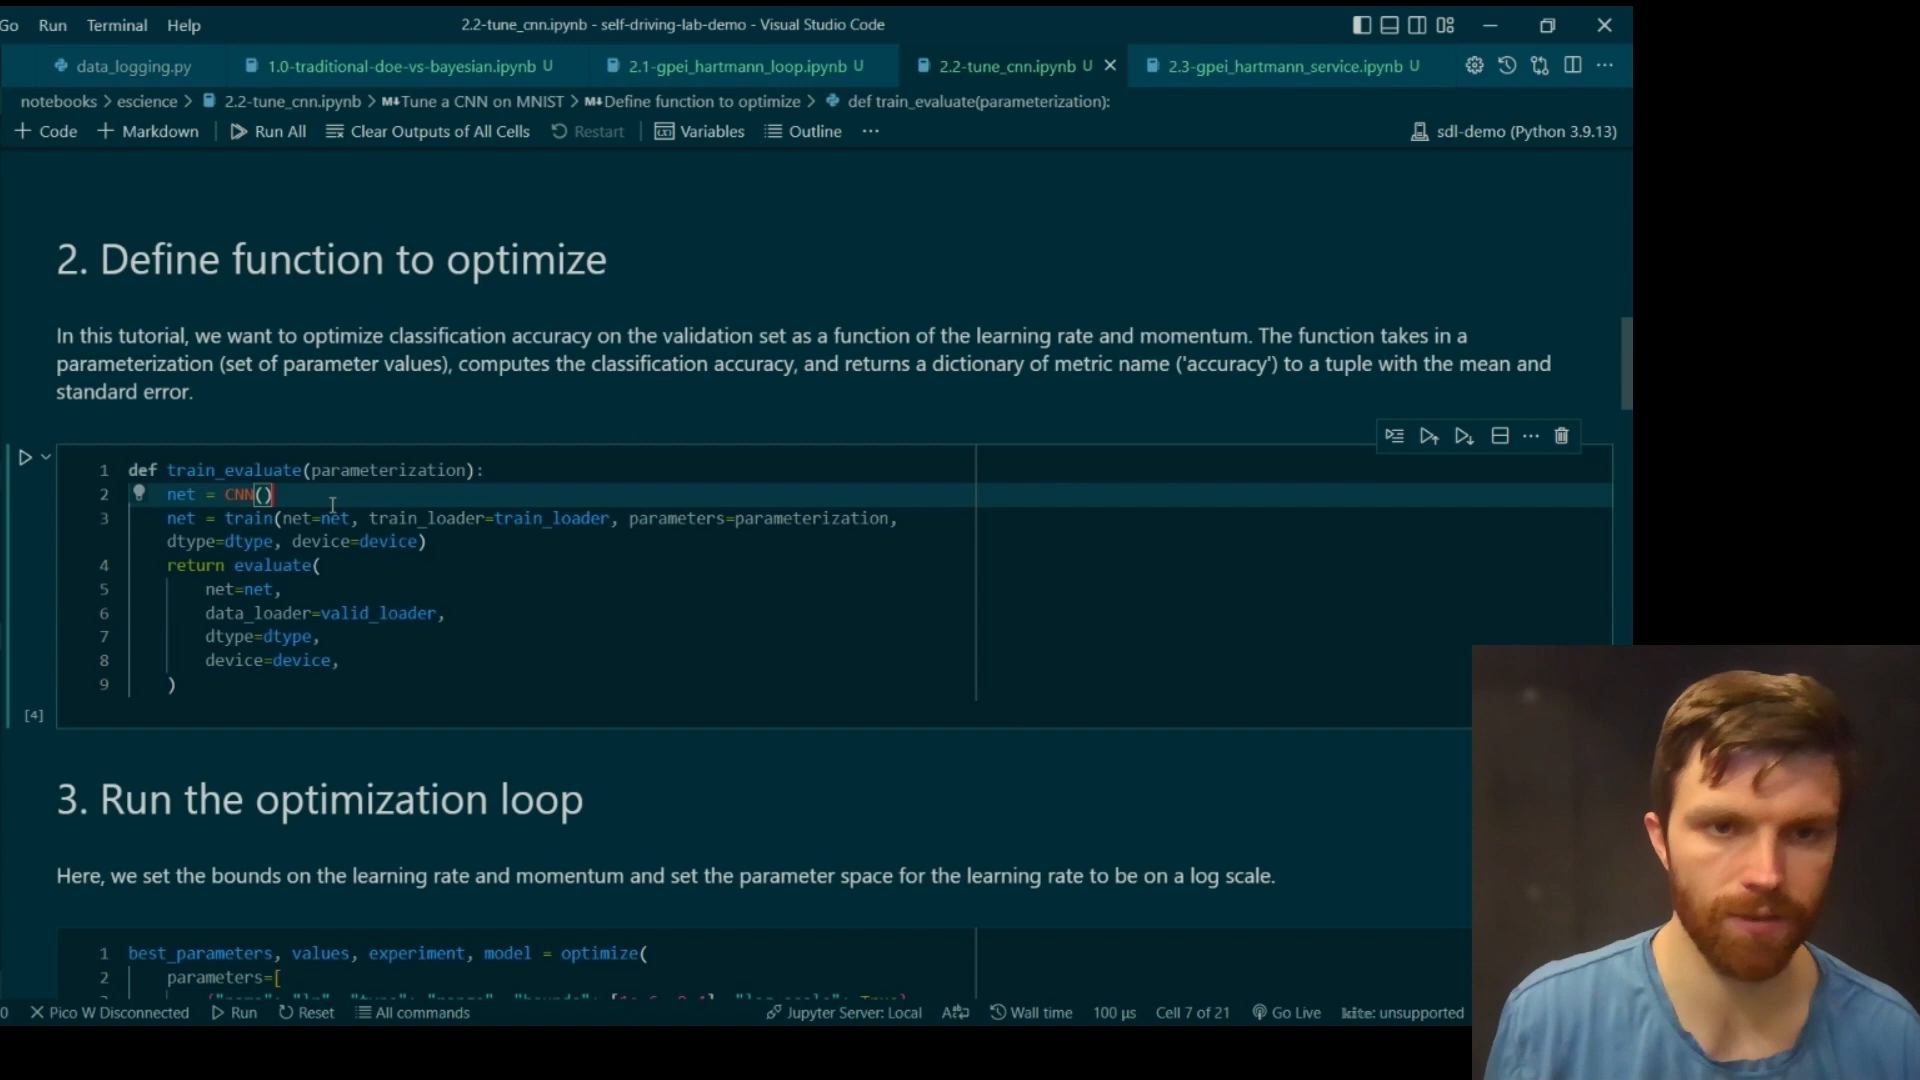 Go Run Terminal Help
2.2-tune_cnn.ipynb - self-driving-lab-demo - Visual Studio Code
data_logging.py 1.0-traditional-doe-vs-bayesian.ipynb U 2.1-gpei_hartmann_loop.ipynb U 2.2-tune_cnn.ipynb U 2.3-gpei_hartmann_service.ipynb U
notebooks > escience > 2.2-tune_cnn.ipynb > M↓Tune a CNN on MNIST > M↓Define function to optimize > def train_evaluate(parameterization):
+ Code + Markdown Run All Clear Outputs of All Cells Restart Variables Outline ··· sdl-demo (Python 3.9.13)
2. Define function to optimize
In this tutorial, we want to optimize classification accuracy on the validation set as a function of the learning rate and momentum. The function takes in a
parameterization (set of parameter values), computes the classification accuracy, and returns a dictionary of metric name ('accuracy') to a tuple with the mean and
standard error.
1 def train_evaluate(parameterization):
2 net = CNN()
3 net = train(net=net, train_loader=train_loader, parameters=parameterization,
dtype=dtype, device=device)
4 return evaluate(
5 net=net,
6 data_loader=valid_loader,
7 dtype=dtype,
8 device=device,
9 )
[4]
3. Run the optimization loop
Here, we set the bounds on the learning rate and momentum and set the parameter space for the learning rate to be on a log scale.
1 best_parameters, values, experiment, model = optimize(
2 parameters=[
0 Pico W Disconnected Run Reset All commands Jupyter Server: Local Wall time 100 µs Cell 7 of 21 Go Live kite: unsupported